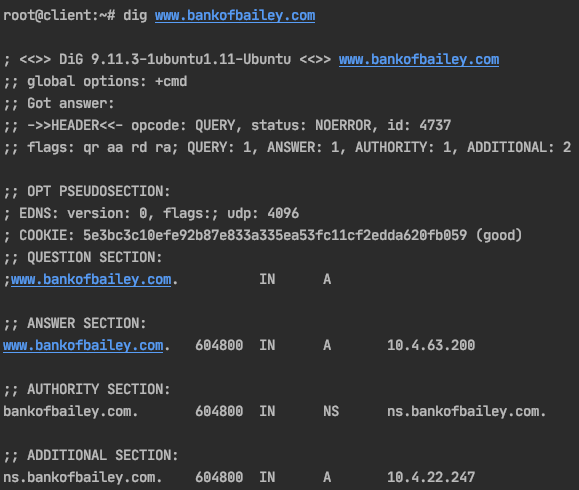 root@client:~# dig www.bankofbailey.com
; <<>> DiG 9.11.3-1ubuntu1.11-Ubuntu <<>> www.bankofbailey.com
;; global options: +cmd
;; Got answer:
;; ->>HEADER<<- opcode: QUERY, status: NOERROR, id: 4737
;; flags: qr aa rd ra; QUERY: 1, ANSWER: 1, AUTHORITY: 1, ADDITIONAL: 2
;; OPT PSEUDOSECTION:
; EDNS: version: 0, flags:; udp: 4096
; COOKIE: 5e3bc3c10efe92b87e833a335ea53fc11cf2edda620fb059 (good)
;; QUESTION SECTION:
;www.bankofbailey.com. IN A
;; ANSWER SECTION:
www.bankofbailey.com. 604800 IN A 10.4.63.200
;; AUTHORITY SECTION:
bankofbailey.com. 604800 IN NS ns.bankofbailey.com.
;; ADDITIONAL SECTION:
ns.bankofbailey.com. 604800 IN A 10.4.22.247